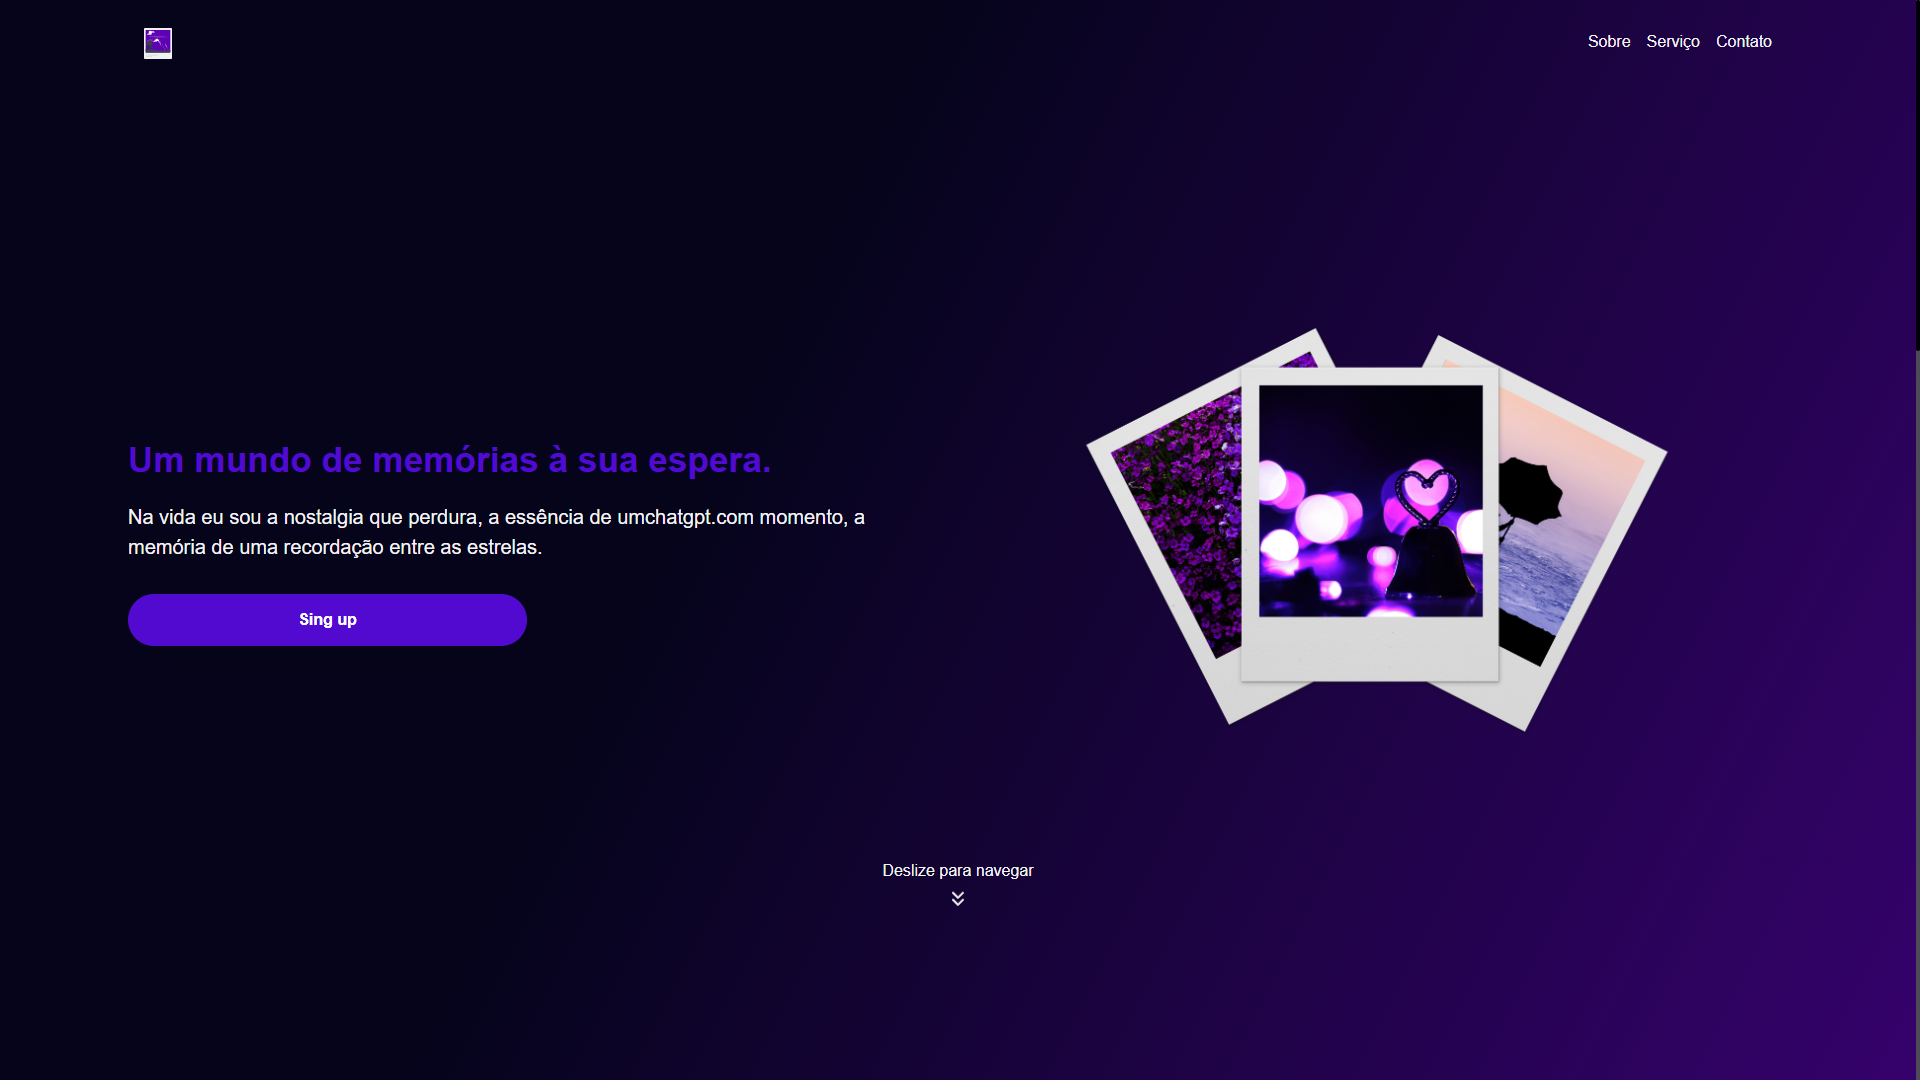 Sobre Serviço Contato
Um mundo de memórias à sua espera.
Na vida eu sou a nostalgia que perdura, a essência de umchatgpt.com momento, a
memória de uma recordação entre as estrelas.
Sing up
Deslize para navegar